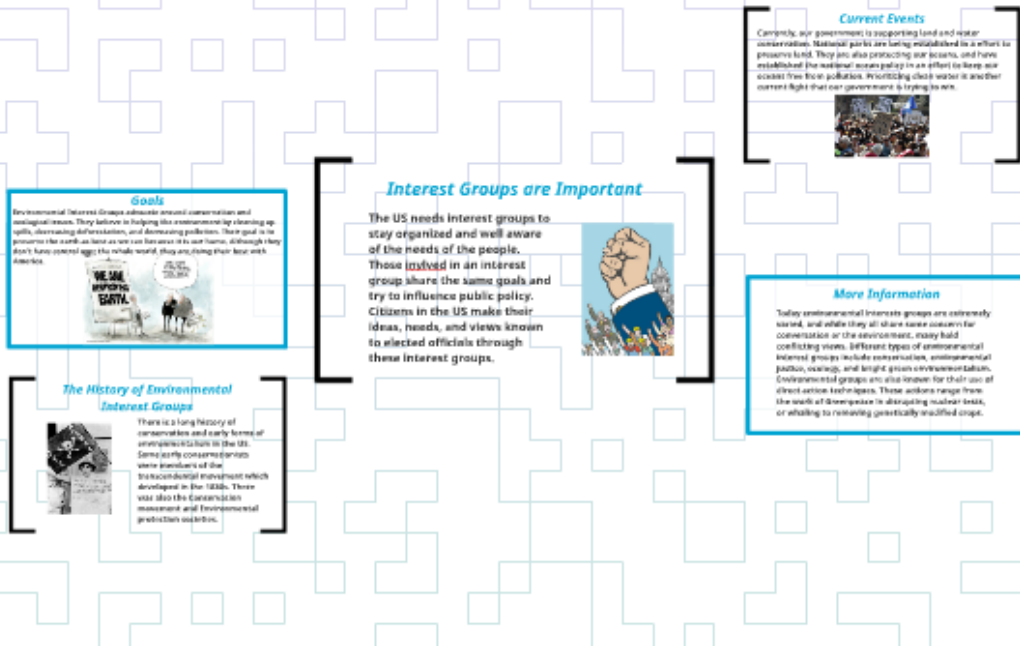 Current Events
Currently, our government is supporting land and water
conservation. National parks are being established in a effort to
preserve land. They are also protecting our oceans, and have
established the national ocean policy in an effort to keep our
oceans free from pollution. Prioritizing clean water is another
current fight that our government is trying to win.
Goals
Environmental Interest Groups advocate around conservation and
ecological issues. They believe in helping the environment by cleaning up
spills, decreasing deforestation, and decreasing pollution. Their goal is to
preserve the earth as best as we can because it is our home. Although they
don't have control over the whole world, they are doing their best with
America.
WE ARE
EARTH.
Interest Groups are Important
The US needs interest groups to
stay organized and well aware
of the needs of the people.
Those invlved in an interest
group share the same goals and
try to influence public policy.
Citizens in the US make their
ideas, needs, and views known
to elected officials through
these interest groups.
More Information
Today environmental interests groups are extremely
varied, and while they all share some concern for
conversation or the environment, many hold
conflicting views. Different types of environmental
interest groups include conservation, environmental
justice, ecology, and bright green environmentalism.
Environmental groups are also known for their use of
direct action techniques. These actions range from
the work of Greenpeace in disrupting nuclear tests,
or whaling to removing genetically modified crops.
The History of Environmental
Interest Groups
There is a long history of
conservation and early forms of
environmentalism in the US.
Some early conservationists
were members of the
transcendental movement which
developed in the 1830s. There
was also the Conservation
movement and Environmental
protection societies.